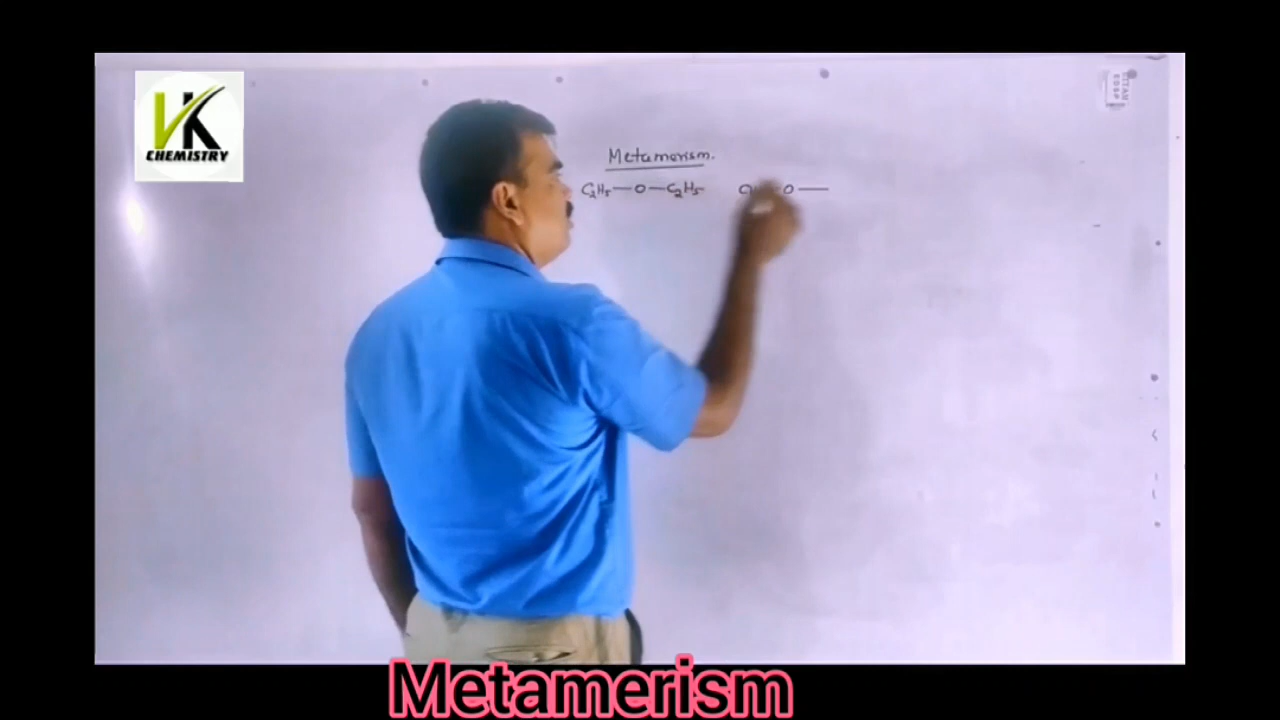 VK
CHEMISTRY
Metamerism.
C₂H₅—O—C₂H₅ O—
Metamerism